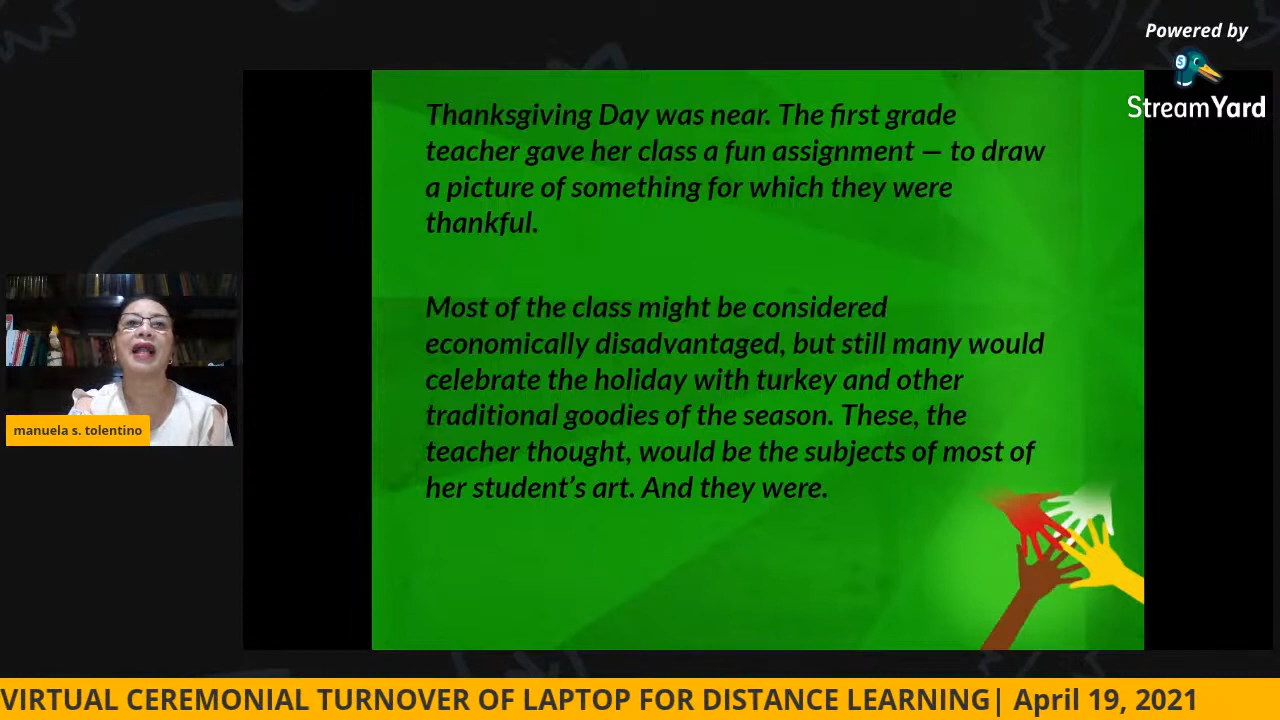 Powered by
StreamYard
Thanksgiving Day was near. The first grade
teacher gave her class a fun assignment — to draw
a picture of something for which they were
thankful.
Most of the class might be considered
economically disadvantaged, but still many would
celebrate the holiday with turkey and other
traditional goodies of the season. These, the
teacher thought, would be the subjects of most of
her student’s art. And they were.
manuela s. tolentino
VIRTUAL CEREMONIAL TURNOVER OF LAPTOP FOR DISTANCE LEARNING| April 19, 2021